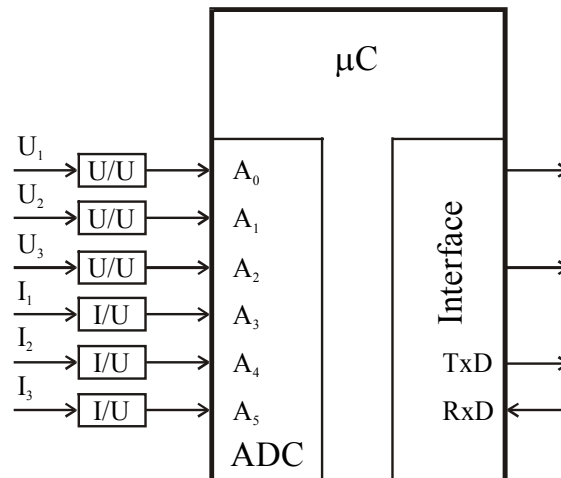 µC
U₁
U/U
A₀
U₂
U/U
A₁
U₃
U/U
A₂
I₁
I/U
A₃
I₂
I/U
A₄
I₃
I/U
A₅
ADC
Interface
TxD
RxD